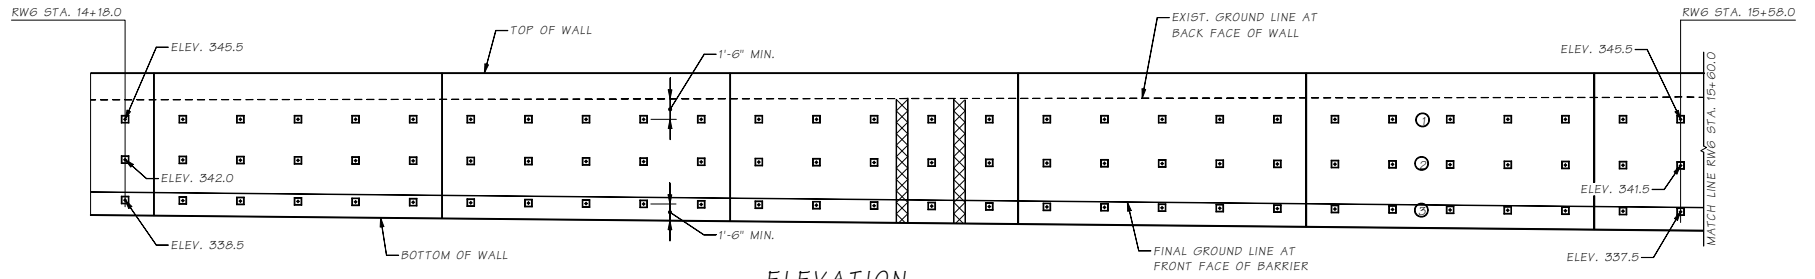 RW6 STA. 14+18.0
RW6 STA. 15+58.0
ELEV. 345.5
TOP OF WALL
1'-6" MIN.
EXIST. GROUND LINE AT
BACK FACE OF WALL
ELEV. 345.5
MATCH LINE RW6 STA. 15+60.0
1
2
3
ELEV. 342.0
ELEV. 341.5
ELEV. 338.5
BOTTOM OF WALL
1'-6" MIN.
FINAL GROUND LINE AT
FRONT FACE OF BARRIER
ELEV. 337.5
ELEVATION